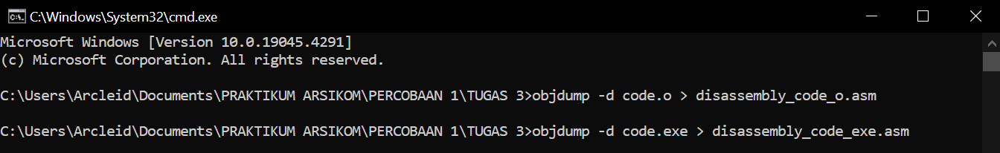 C:\Windows\System32\cmd.exe
Microsoft Windows [Version 10.0.19045.4291]
(c) Microsoft Corporation. All rights reserved.
C:\Users\Arcleid\Documents\PRAKTIKUM ARSIKOM\PERCOBAAN 1\TUGAS 3>objdump -d code.o > disassembly_code_o.asm
C:\Users\Arcleid\Documents\PRAKTIKUM ARSIKOM\PERCOBAAN 1\TUGAS 3>objdump -d code.exe > disassembly_code_exe.asm